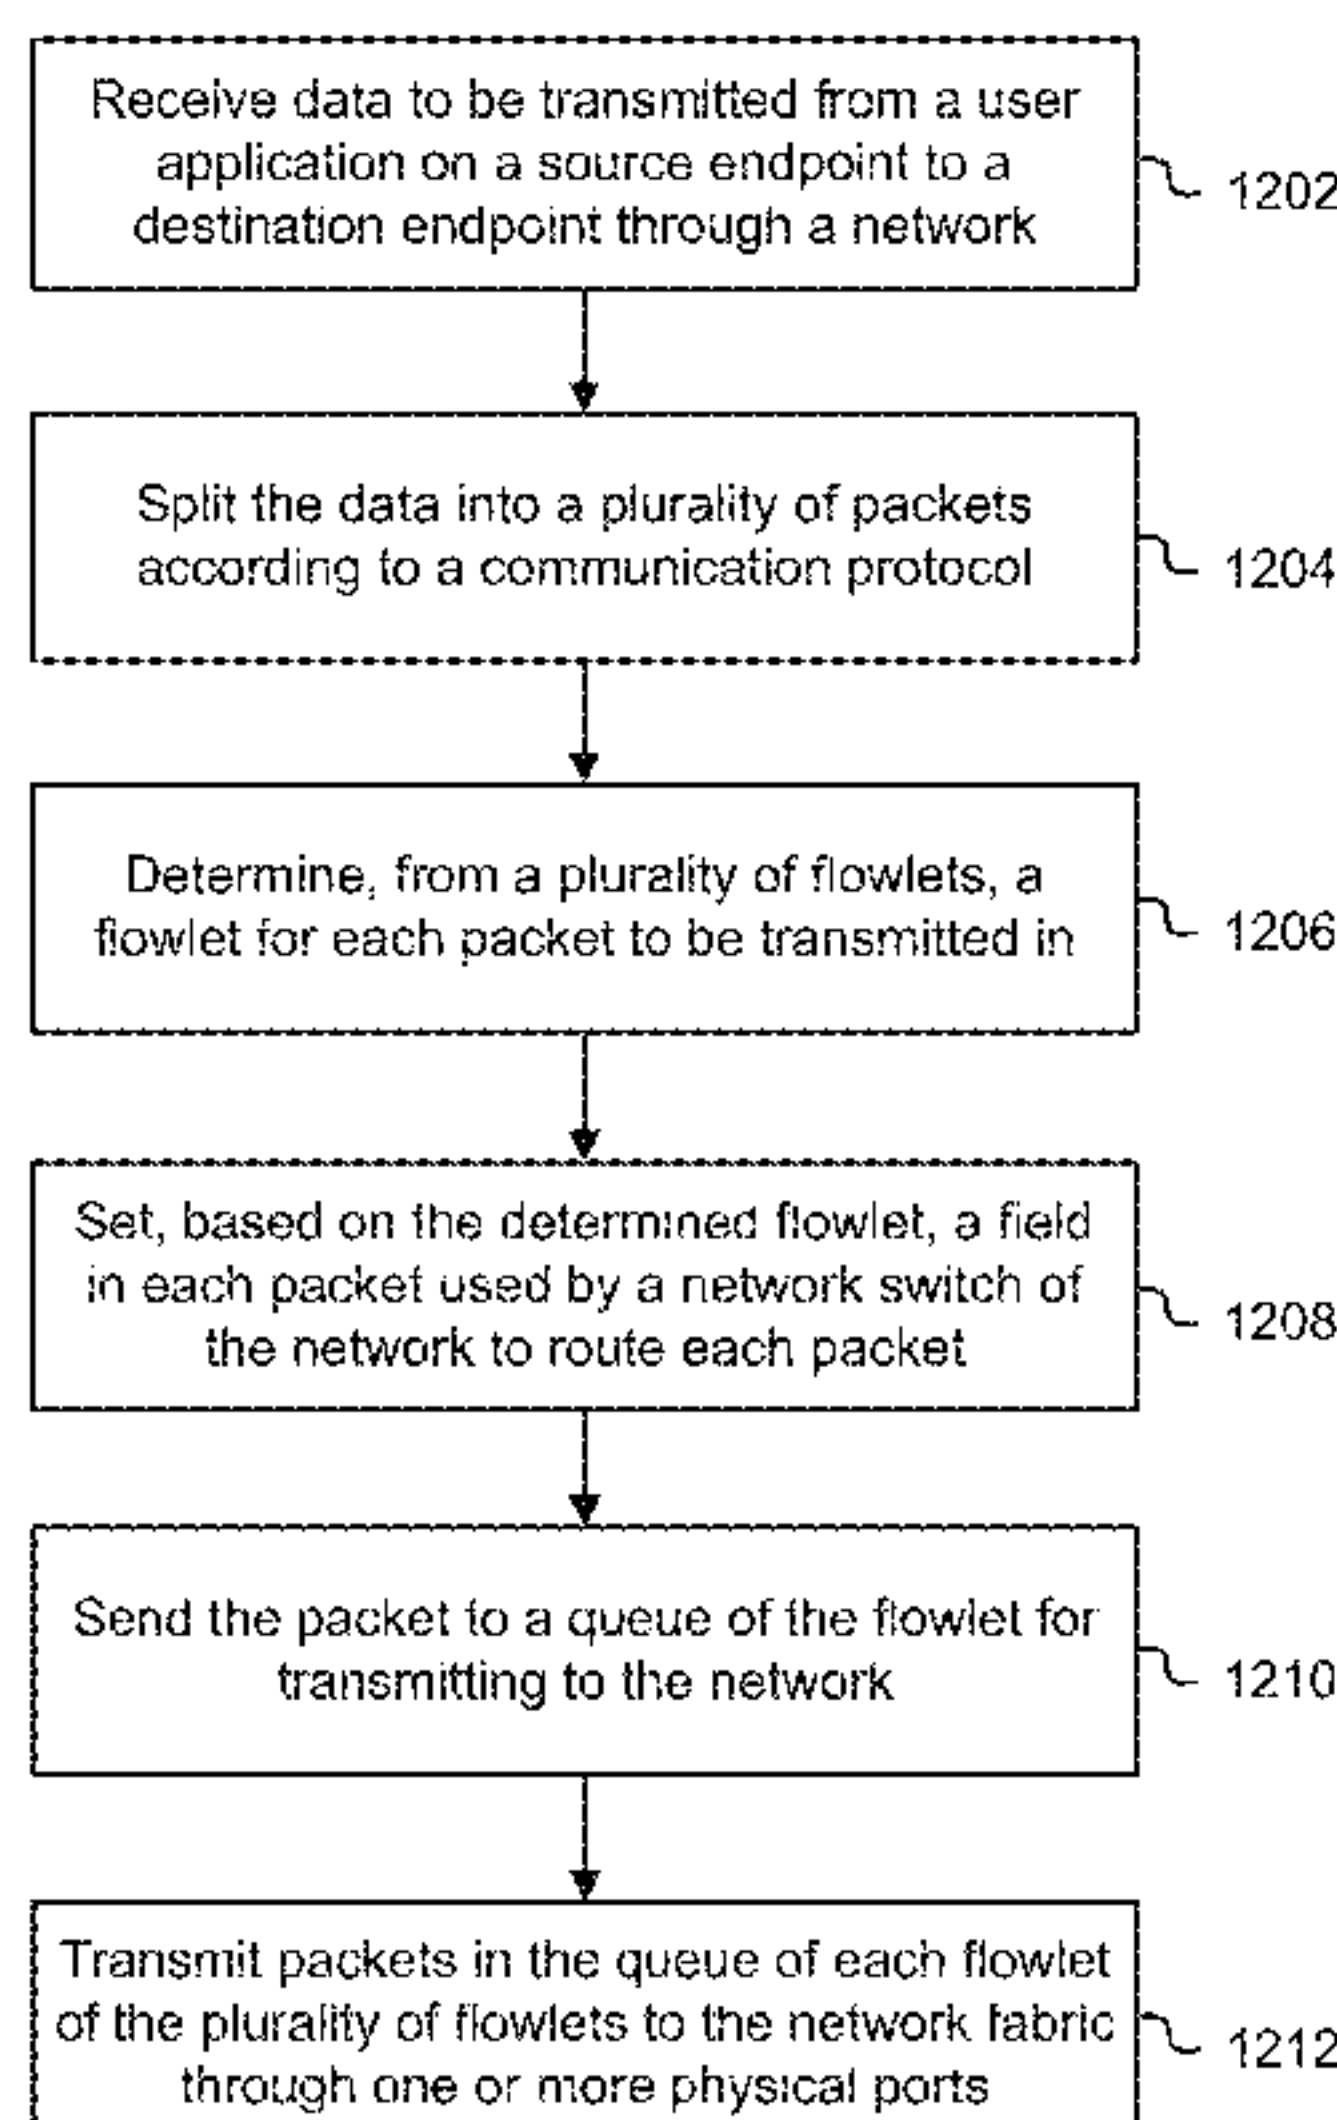 Receive data to be transmitted from a user
application on a source endpoint to a
destination endpoint through a network
1202
Split the data into a plurality of packets
according to a communication protocol
1204
Determine, from a plurality of flowlets, a
flowlet for each packet to be transmitted in
1206
Set, based on the determined flowlet, a field
in each packet used by a network switch of
the network to route each packet
1208
Send the packet to a queue of the flowlet for
transmitting to the network
1210
Transmit packets in the queue of each flowlet
of the plurality of flowlets to the network fabric
through one or more physical ports
1212